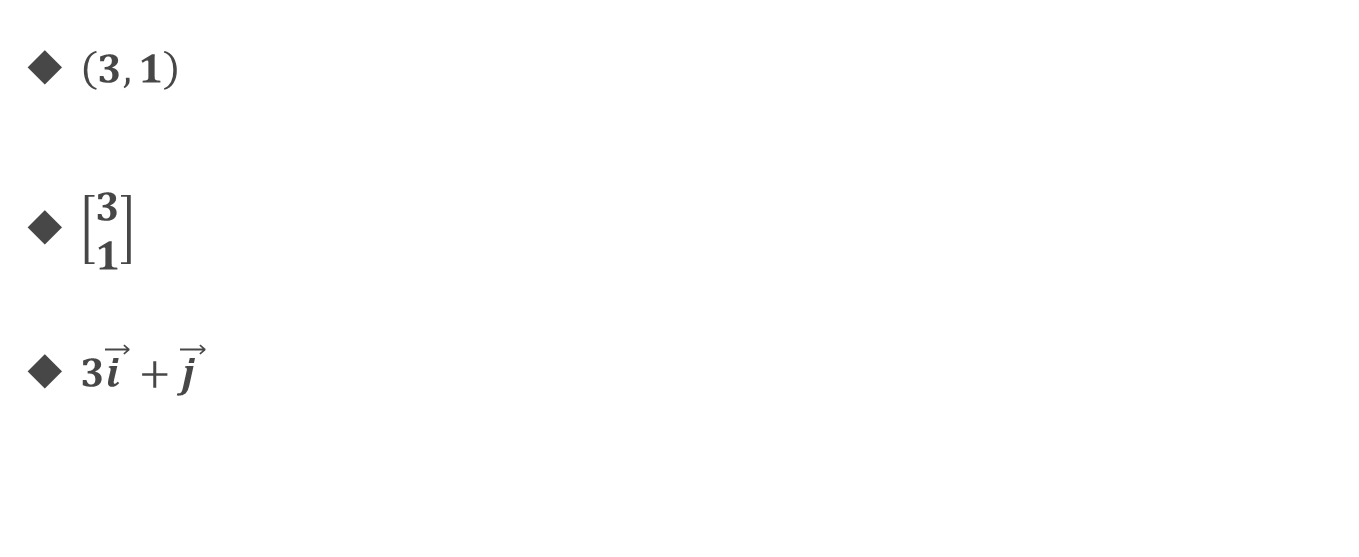 ◆ (3, 1)
◆ [3
1]
◆ 3i⃗ + j⃗